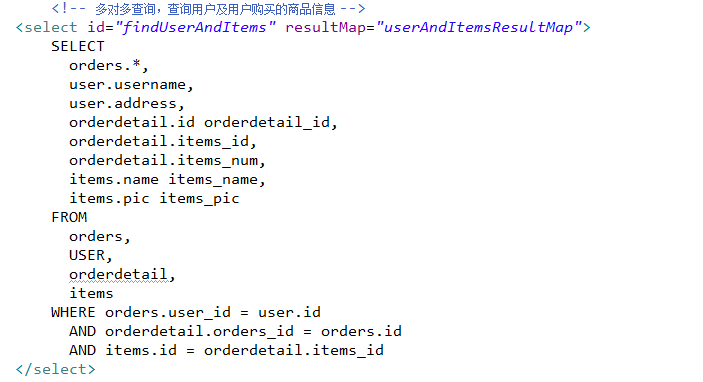 <!-- 多对多查询，查询用户及用户购买的商品信息 -->
<select id="findUserAndItems" resultMap="userAndItemsResultMap">
SELECT
orders.*,
user.username,
user.address,
orderdetail.id orderdetail_id,
orderdetail.items_id,
orderdetail.items_num,
items.name items_name,
items.pic items_pic
FROM
orders,
USER,
orderdetail,
items
WHERE orders.user_id = user.id
AND orderdetail.orders_id = orders.id
AND items.id = orderdetail.items_id
</select>